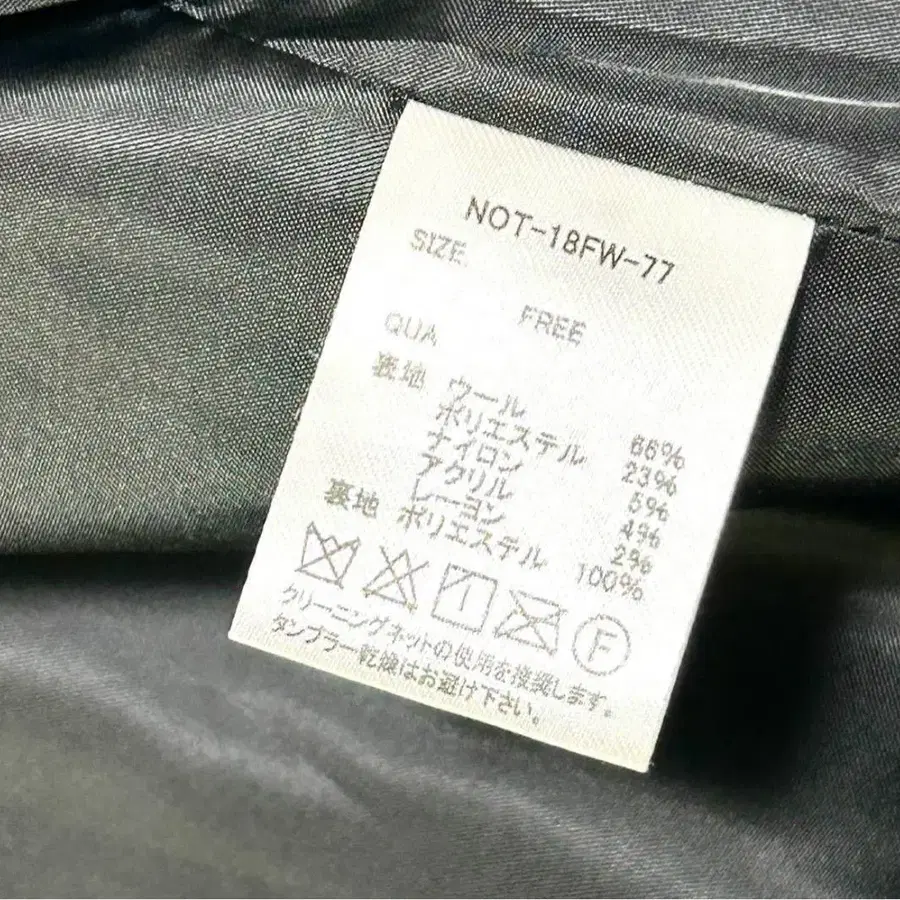 NOT-18FW-77
SIZE
FREE
QUA
表地 ウール 66%
ポリエステル 23%
ナイロン 5%
アクリル 4%
レーヨン 2%
裏地 ポリエステル 100%
F
クリーニングネットの使用を推奨します。
タンブラー乾燥はお避け下さい。